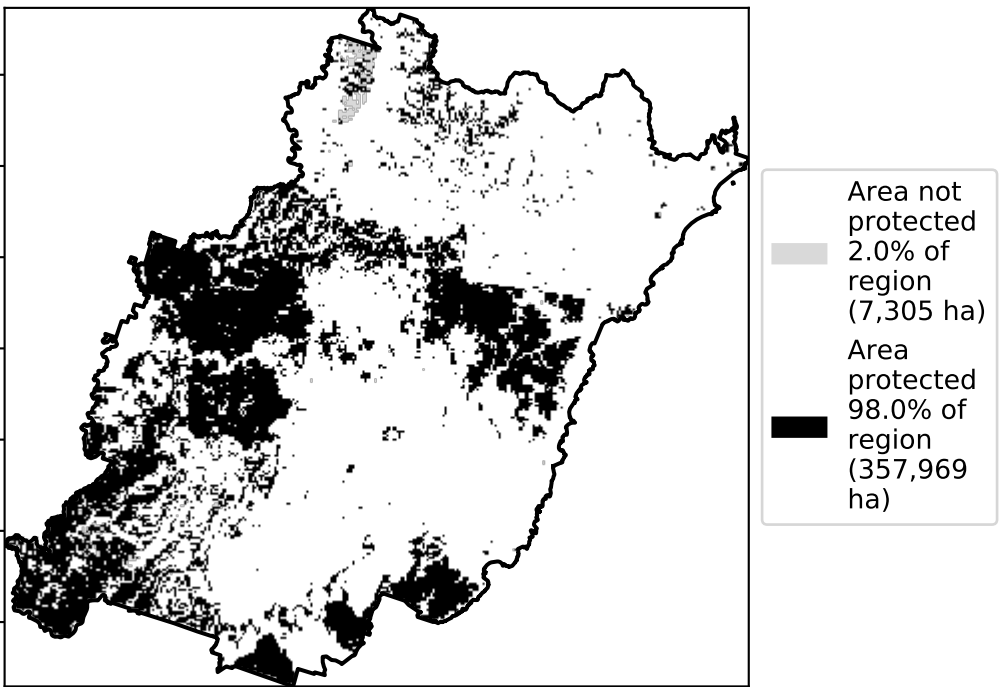 Area not
protected
2.0% of
region
(7,305 ha)
Area
protected
98.0% of
region
(357,969
ha)